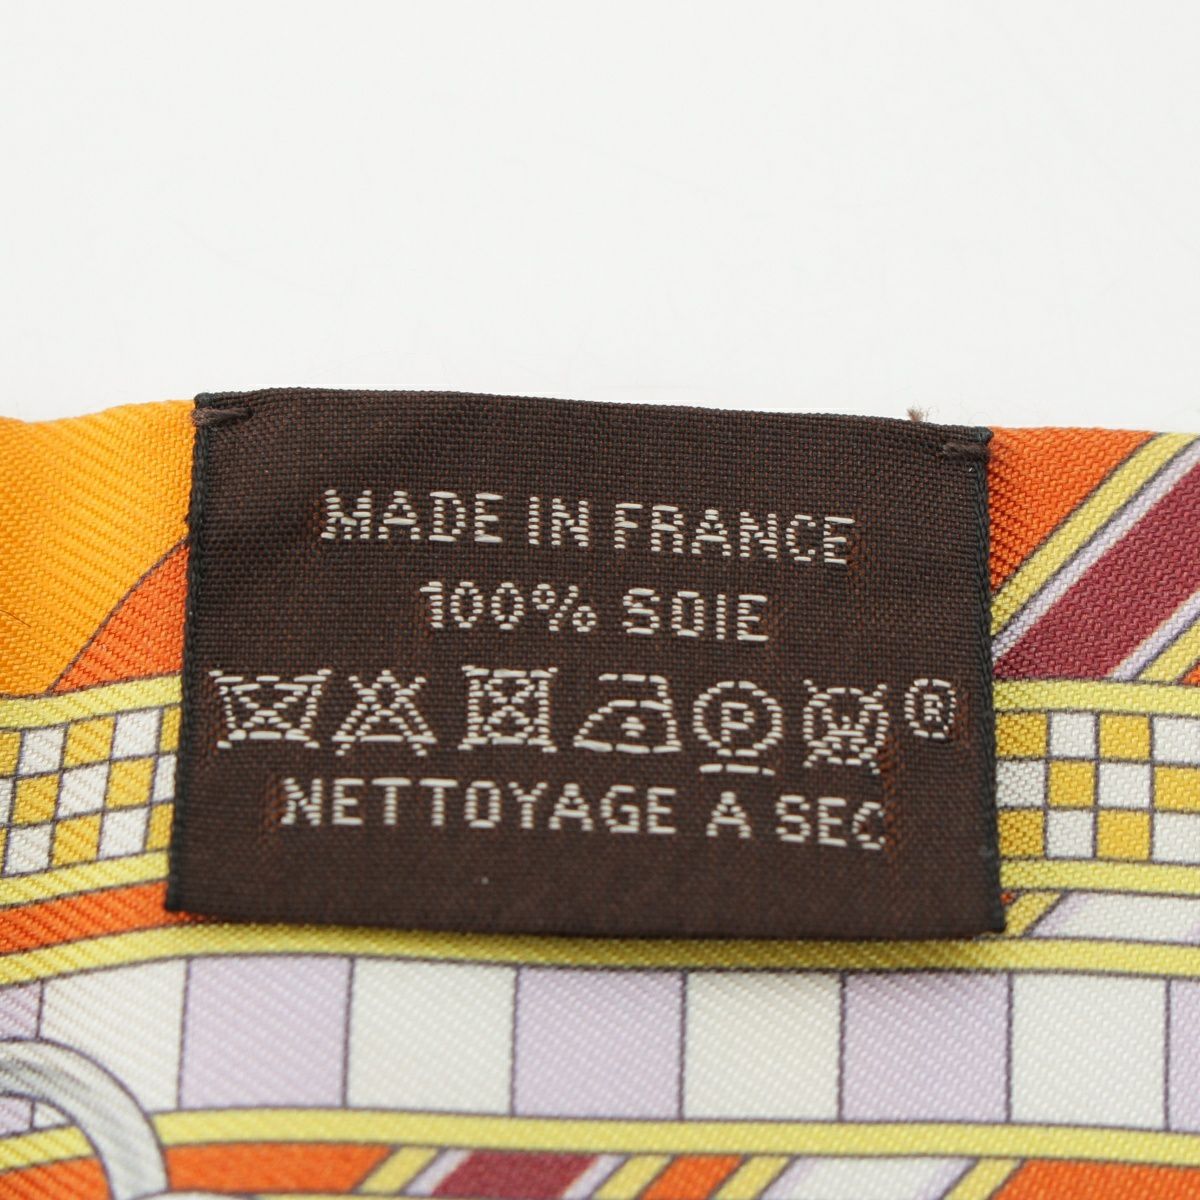 MADE IN FRANCE
100% SOIE
P W ®
NETTOYAGE A SEC